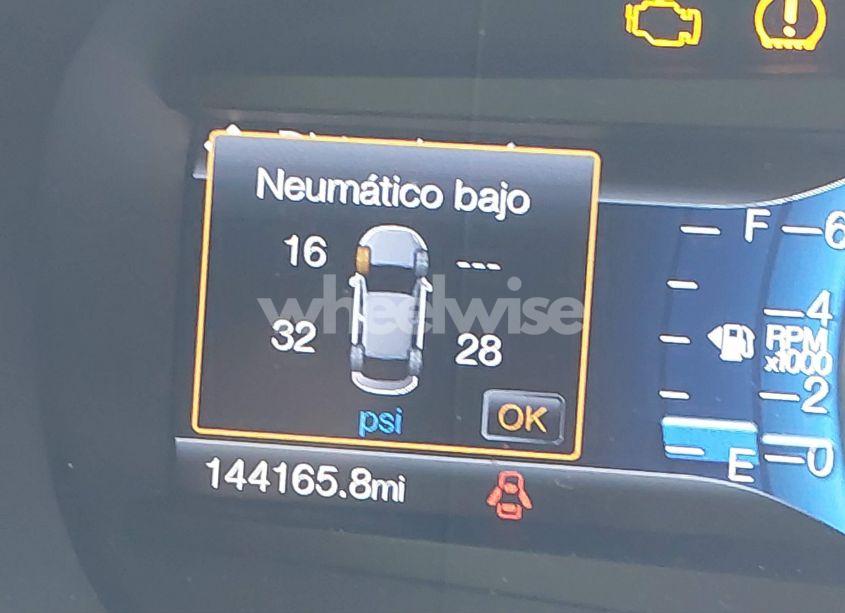 Neumático bajo
16 ---
32 28
psi OK
144165.8mi
F
E
6
4
RPM
x1000
2
0
wheelwise